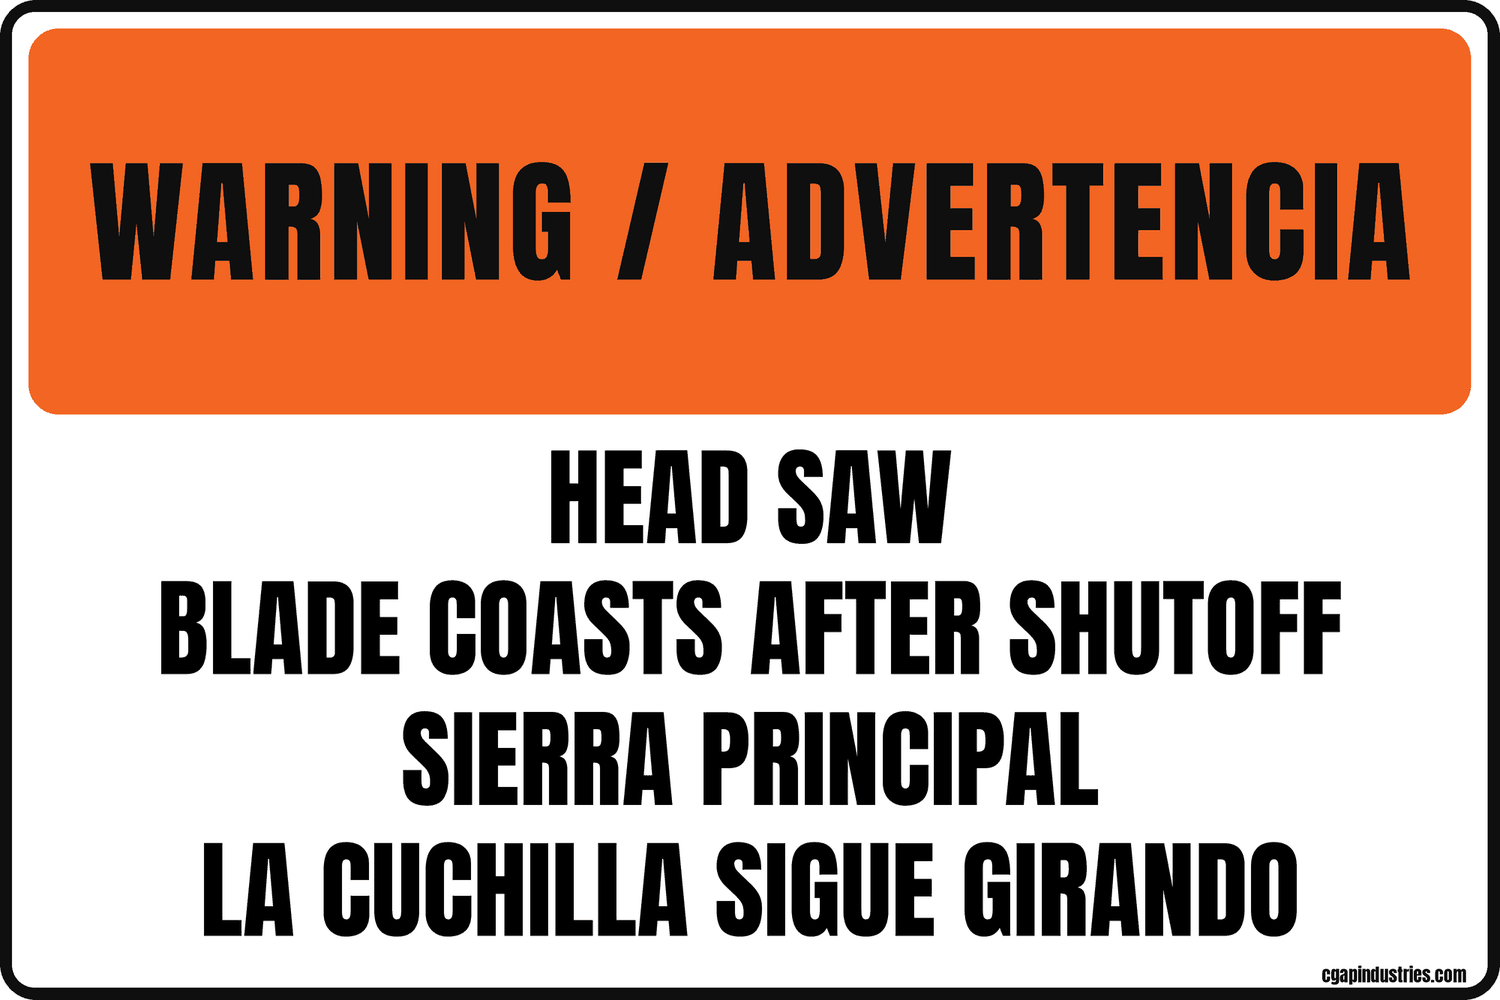 WARNING / ADVERTENCIA
HEAD SAW
BLADE COASTS AFTER SHUTOFF
SIERRA PRINCIPAL
LA CUCHILLA SIGUE GIRANDO
cgapindustries.com